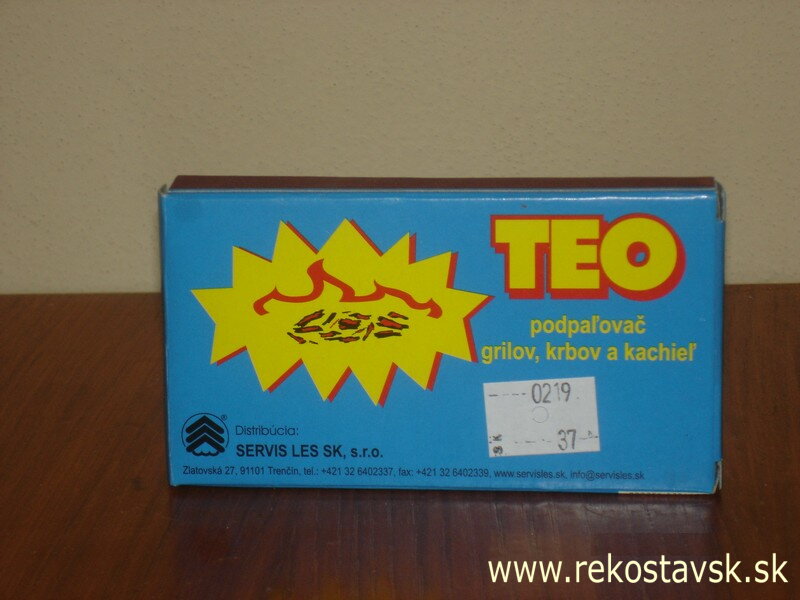 TEO
podpaľovač
grilov, krbov a kachieľ
0219
SK
37
®
Distribúcia:
SERVIS LES SK, s.r.o.
Zlatovská 27, 91101 Trenčín, tel.: +421 32 6402337, fax: +421 32 6402339, www.servisles.sk, info@servisles.sk
www.rekostavsk.sk